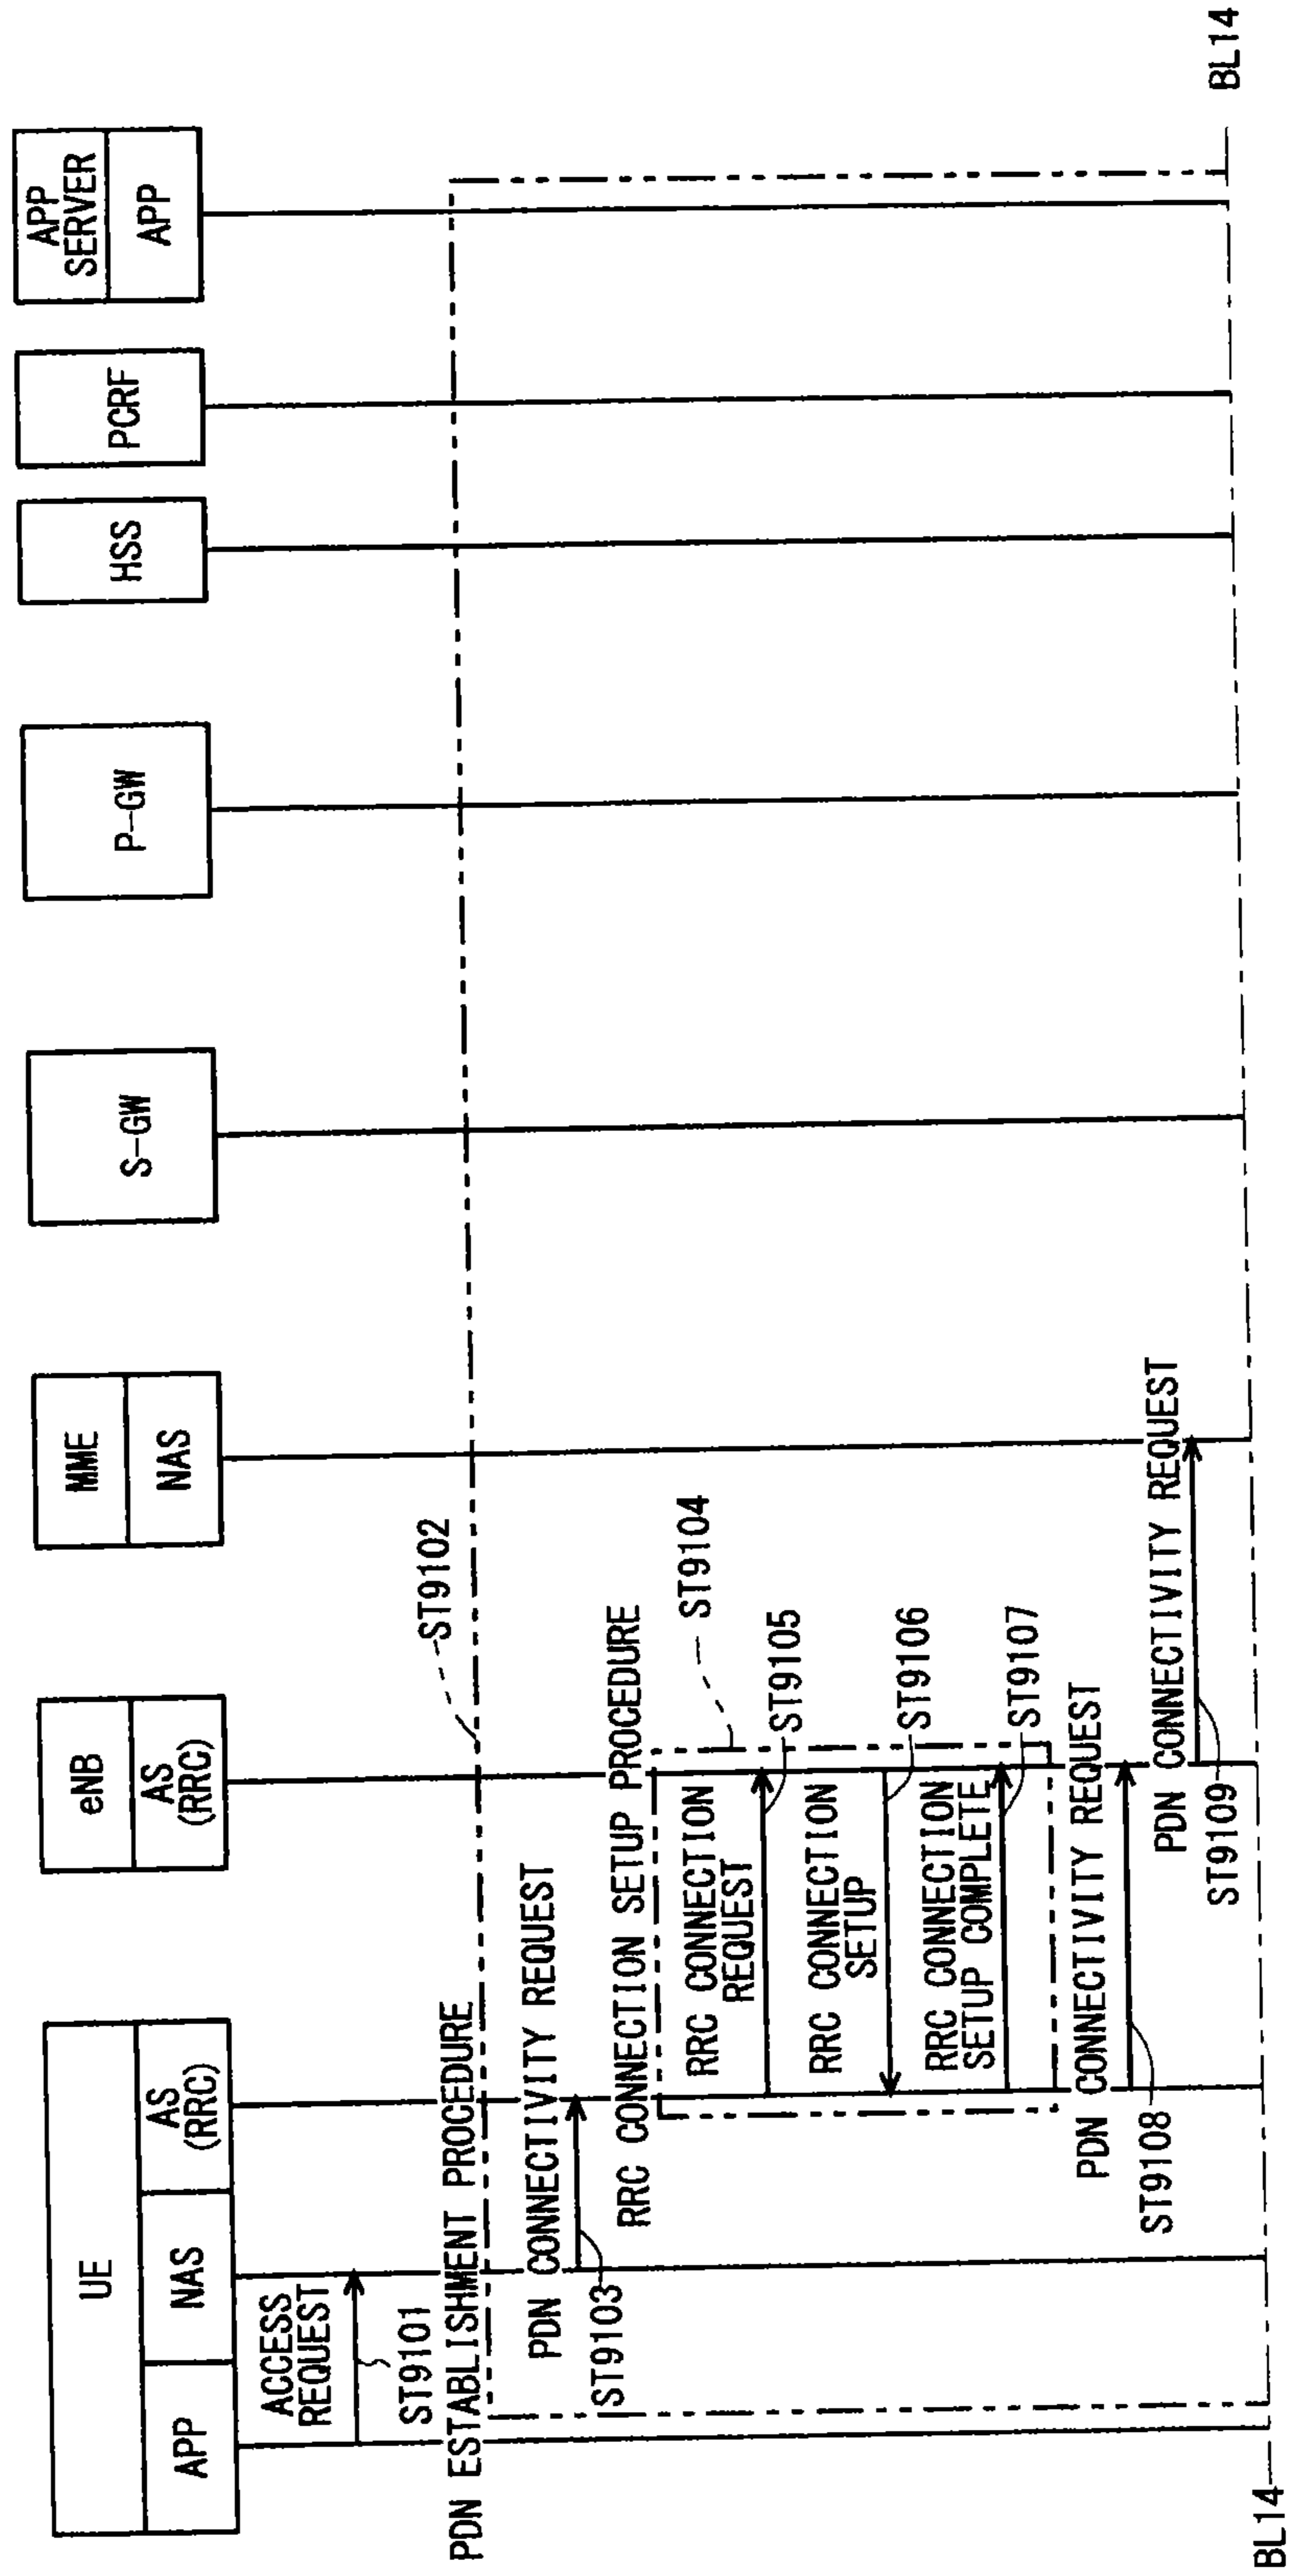 UE
APP
NAS
AS
(RRC)
eNB
AS
(RRC)
MME
NAS
S-GW
P-GW
HSS
PCRF
APP
SERVER
APP
ACCESS
REQUEST
ST9101
PDN ESTABLISHMENT PROCEDURE
ST9102
PDN CONNECTIVITY REQUEST
ST9103
RRC CONNECTION SETUP PROCEDURE
ST9104
RRC CONNECTION
REQUEST
ST9105
RRC CONNECTION
SETUP
ST9106
RRC CONNECTION
SETUP COMPLETE
ST9107
PDN CONNECTIVITY REQUEST
ST9108
PDN CONNECTIVITY REQUEST
ST9109
BL14
BL14